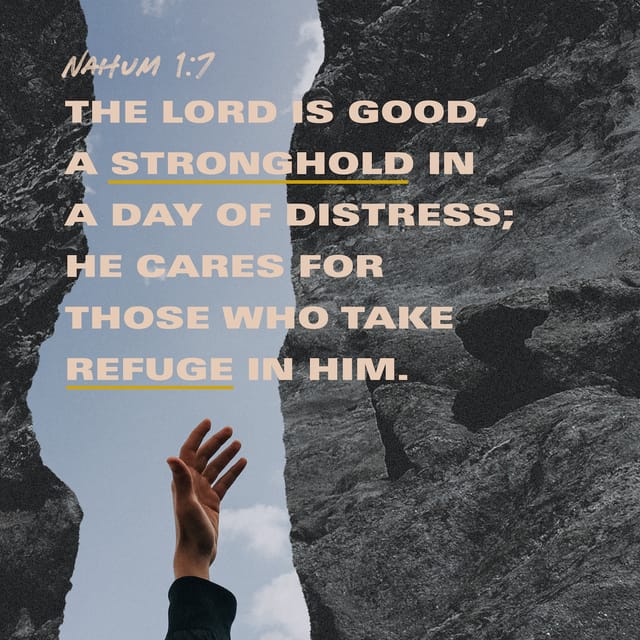 NAHUM 1:7
THE LORD IS GOOD,
A STRONGHOLD IN
A DAY OF DISTRESS;
HE CARES FOR
THOSE WHO TAKE
REFUGE IN HIM.